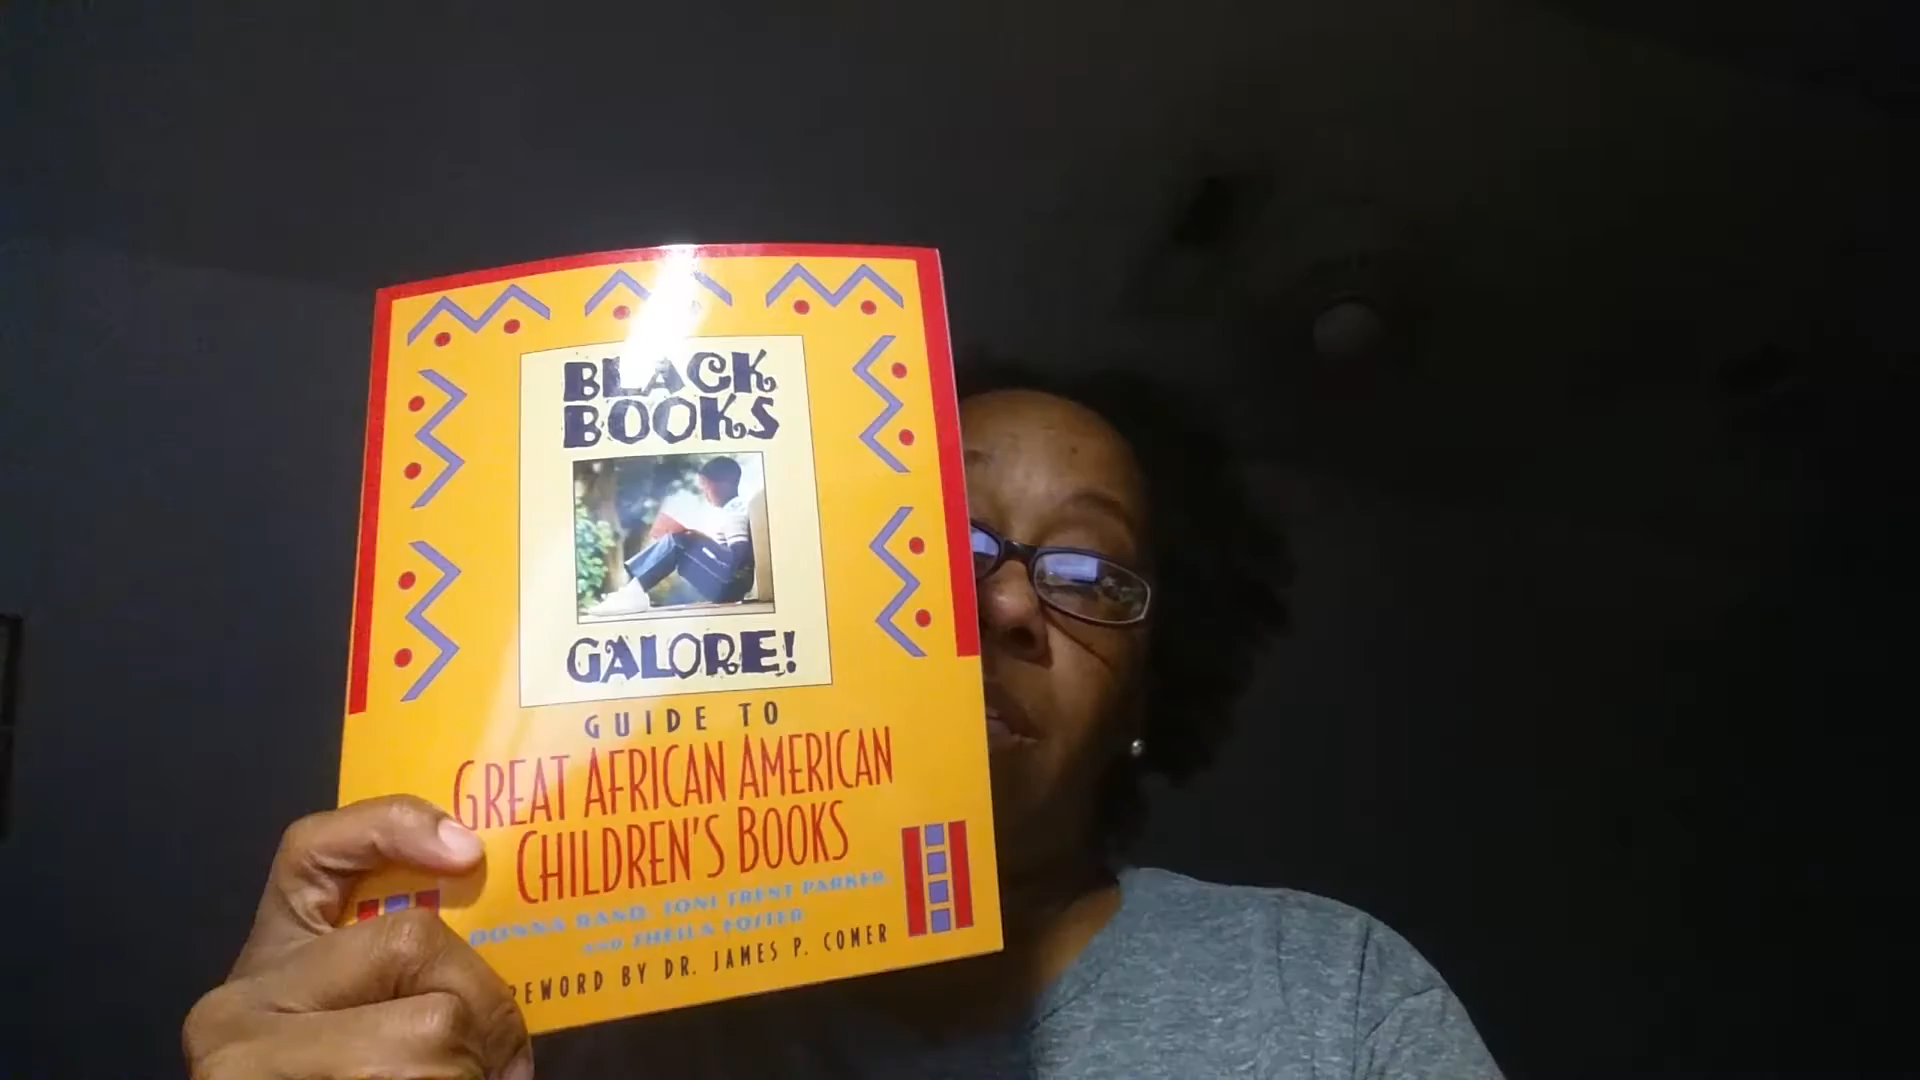 BLACK
BOOKS
GALORE!
GUIDE TO
GREAT AFRICAN AMERICAN
CHILDREN'S BOOKS
DONNA RAND, TONI TRENT PARKER
AND SHEILA FOSTER
REWORD BY DR. JAMES P. COMER